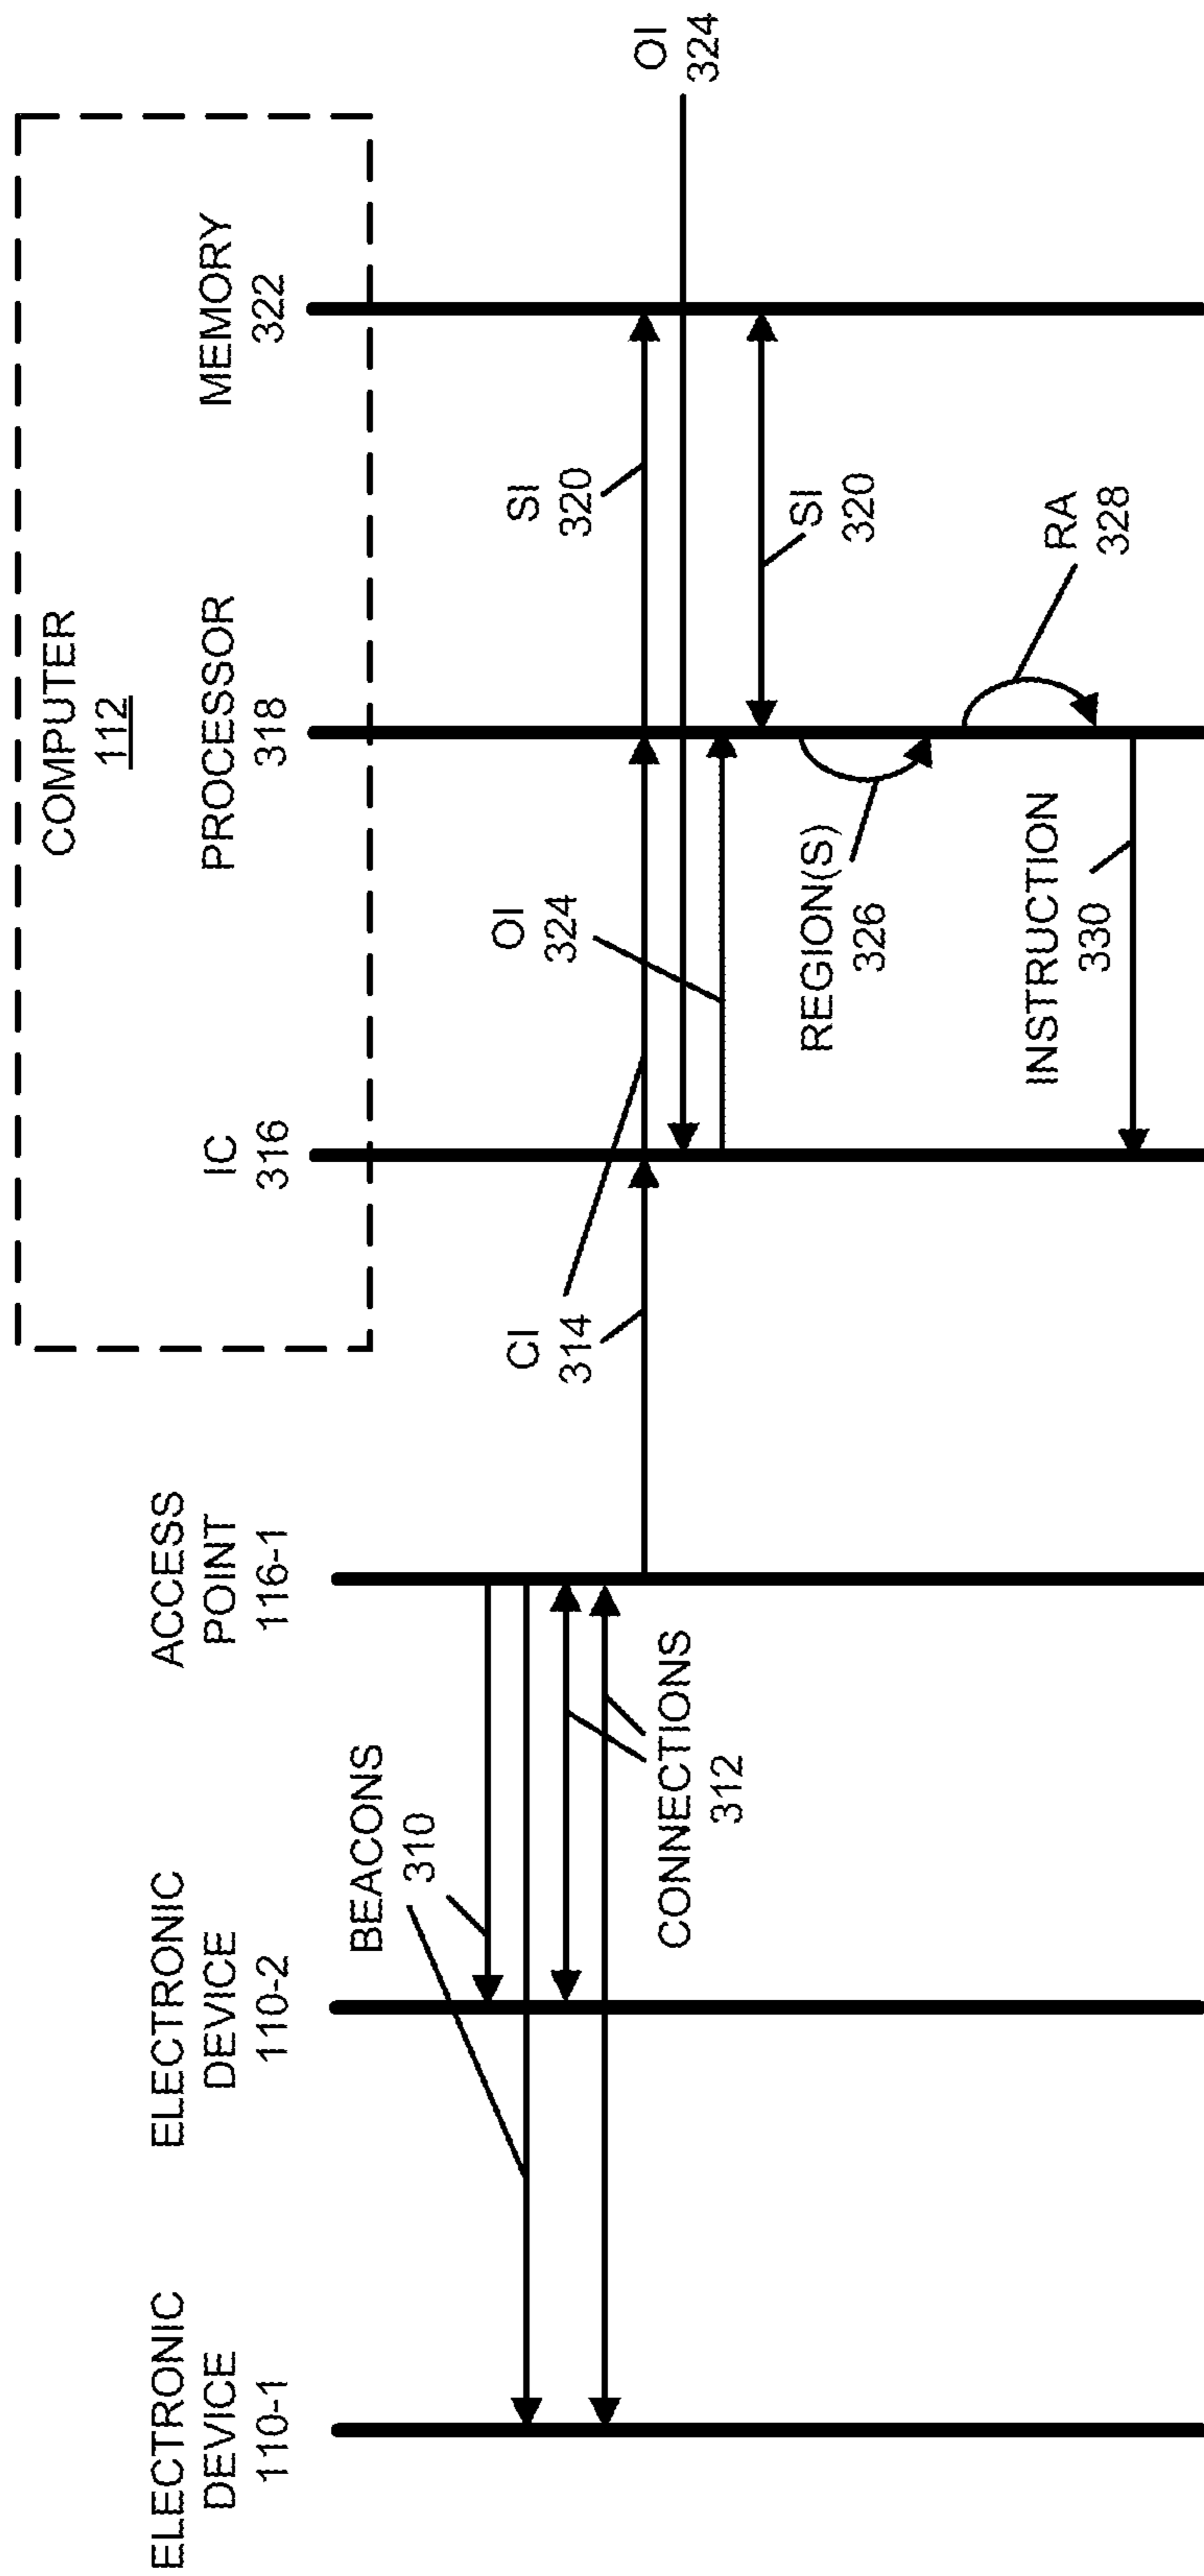 COMPUTER
112
ELECTRONIC
DEVICE
110-1
ELECTRONIC
DEVICE
110-2
ACCESS
POINT
116-1
IC
316
PROCESSOR
318
MEMORY
322
BEACONS
310
CONNECTIONS
312
CI
314
SI
320
OI
324
OI
324
SI
320
REGION(S)
326
RA
328
INSTRUCTION
330